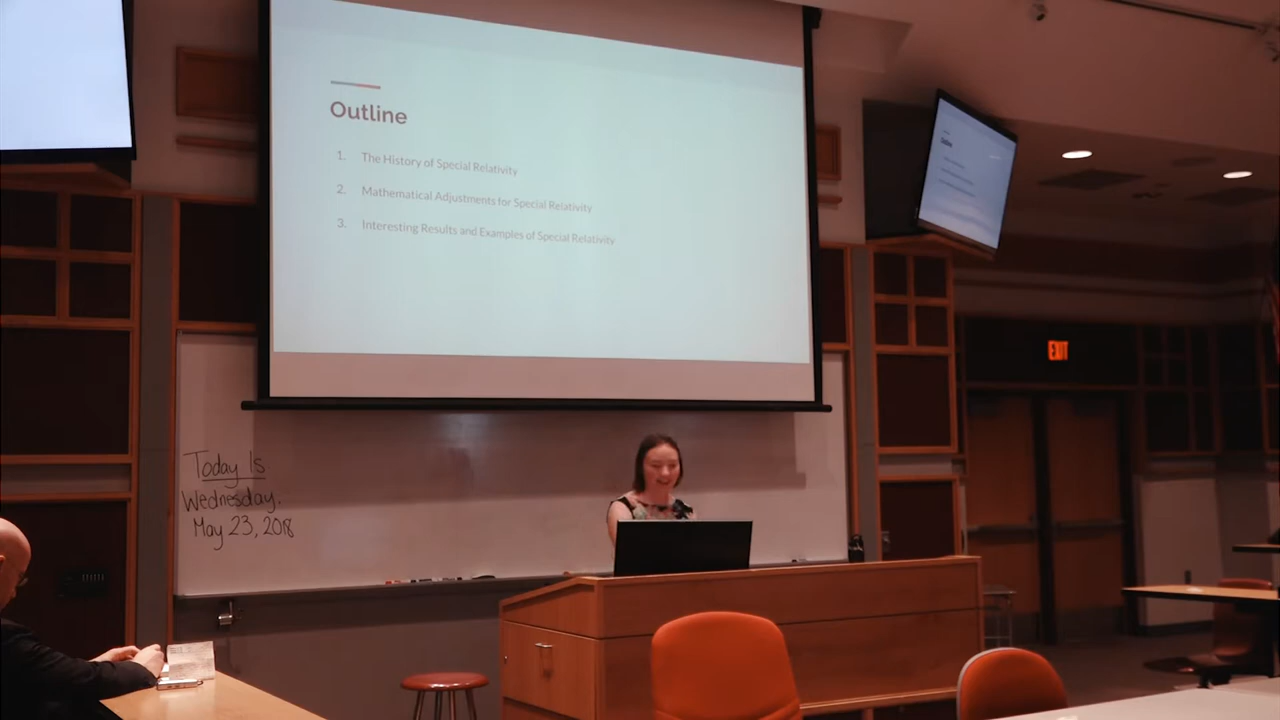 Outline
1. The History of Special Relativity
2. Mathematical Adjustments for Special Relativity
3. Interesting Results and Examples of Special Relativity
Today Is
Wednesday.
May 23, 2018
EXIT